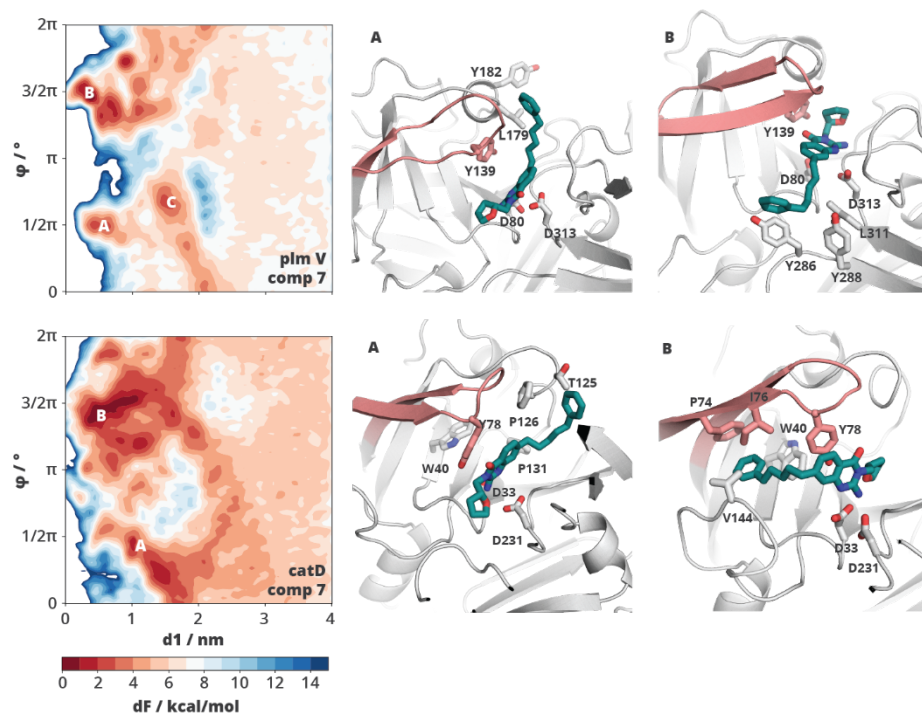 2π
3/2π
π
1/2π
0
φ / °
B
A
C
plm V
comp 7
A
Y182
L179
Y139
D80
D313
B
Y139
D80
D313
L311
Y286
Y288
2π
3/2π
π
1/2π
0
φ / °
B
A
catD
comp 7
0 1 2 3 4
d1 / nm
0 2 4 6 8 10 12 14
dF / kcal/mol
A
T125
Y78
P126
W40
P131
D33
D231
B
P74
I76
W40
Y78
V144
D33
D231